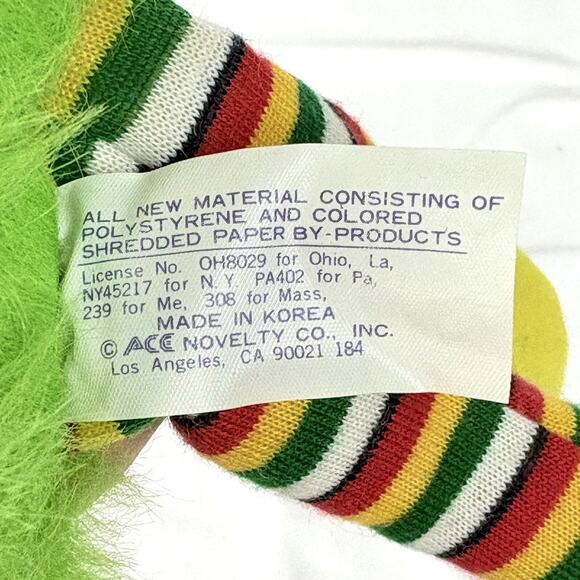 ALL NEW MATERIAL CONSISTING OF
POLYSTYRENE AND COLORED
SHREDDED PAPER BY-PRODUCTS
License No. OH8029 for Ohio, La,
NY45217 for N.Y. PA402 for Pa,
239 for Me, 308 for Mass,
MADE IN KOREA
© ACE NOVELTY CO., INC.
Los Angeles, CA 90021 184